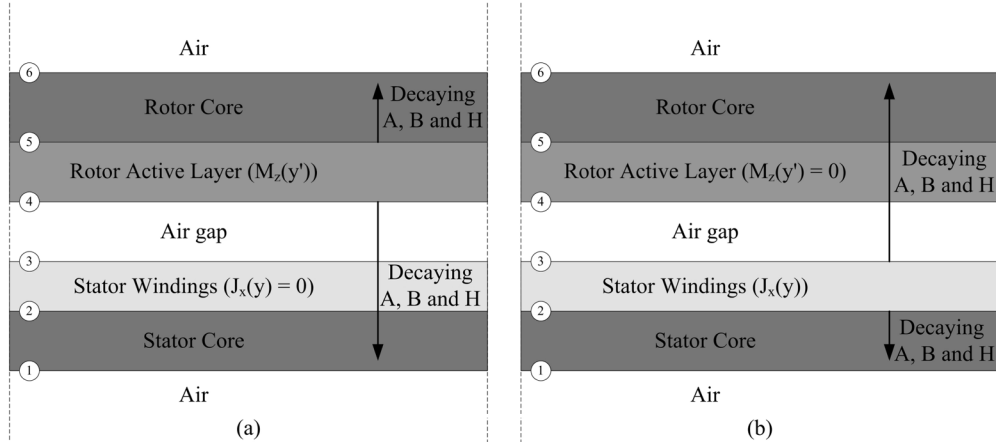 Air
6
Rotor Core
Decaying
A, B and H
5
Rotor Active Layer (Mz(y'))
4
Air gap
3
Stator Windings (Jx(y) = 0)
Decaying
A, B and H
2
Stator Core
1
Air
(a)
Air
6
Rotor Core
5
Rotor Active Layer (Mz(y') = 0)
Decaying
A, B and H
4
Air gap
3
Stator Windings (Jx(y))
2
Stator Core
Decaying
A, B and H
1
Air
(b)